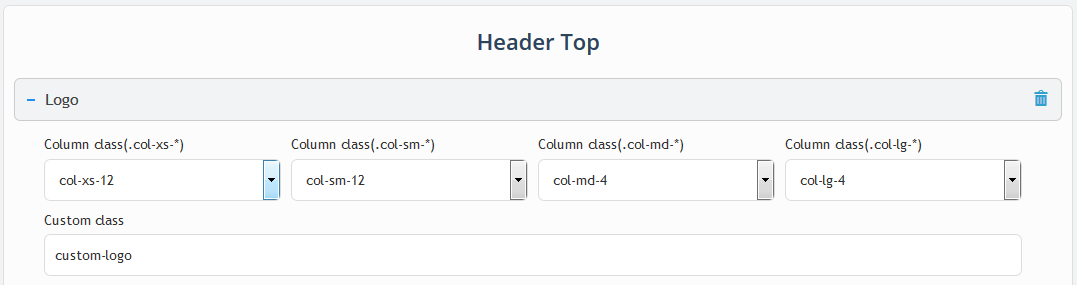 Header Top
Logo
Column class(.col-xs-*) Column class(.col-sm-*) Column class(.col-md-*) Column class(.col-lg-*)
col-xs-12 col-sm-12 col-md-4 col-lg-4
Custom class
custom-logo